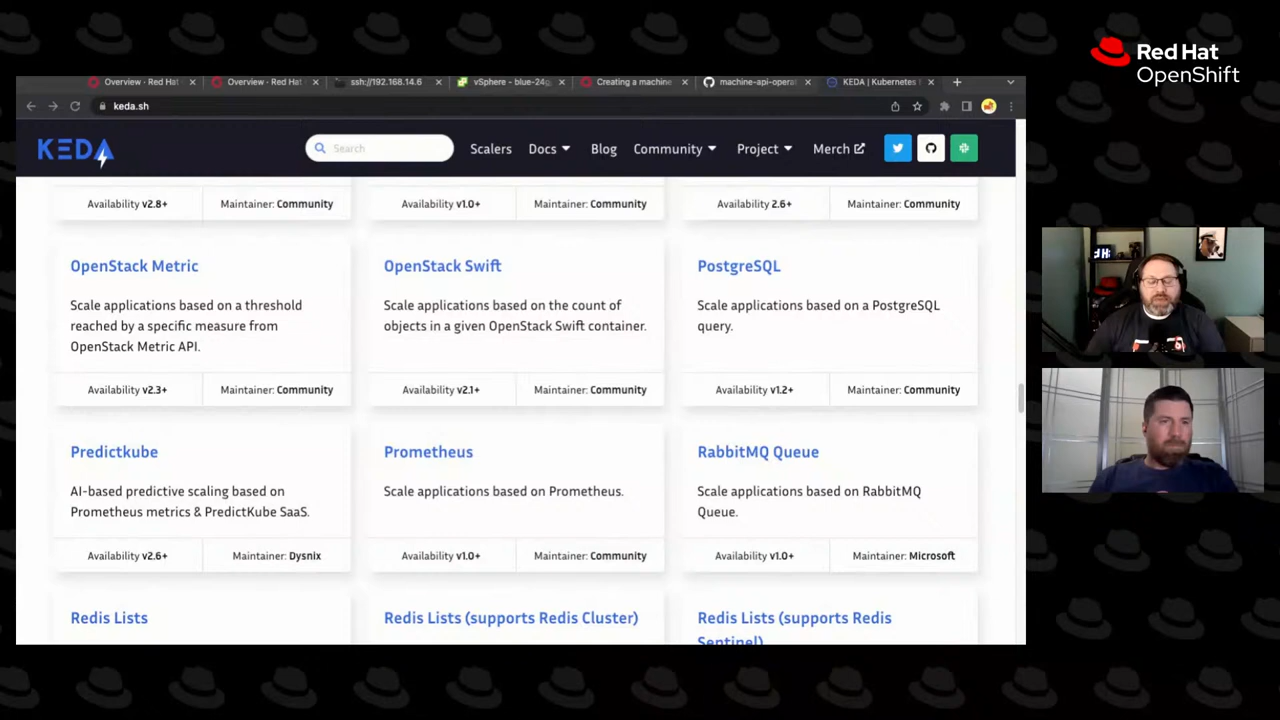 Red Hat
OpenShift
Overview - Red Hat
Overview - Red Hat
ssh://192.168.14.6
vSphere - blue-24g
Creating a machine
machine-api-operat
KEDA | Kubernetes
keda.sh
KEDA
Search
Scalers
Docs
Blog
Community
Project
Merch
Availability v2.8+
Maintainer: Community
Availability v1.0+
Maintainer: Community
Availability 2.6+
Maintainer: Community
OpenStack Metric
Scale applications based on a threshold
reached by a specific measure from
OpenStack Metric API.
Availability v2.3+
Maintainer: Community
OpenStack Swift
Scale applications based on the count of
objects in a given OpenStack Swift container.
Availability v2.1+
Maintainer: Community
PostgreSQL
Scale applications based on a PostgreSQL
query.
Availability v1.2+
Maintainer: Community
Predictkube
AI-based predictive scaling based on
Prometheus metrics & PredictKube SaaS.
Availability v2.6+
Maintainer: Dysnix
Prometheus
Scale applications based on Prometheus.
Availability v1.0+
Maintainer: Community
RabbitMQ Queue
Scale applications based on RabbitMQ
Queue.
Availability v1.0+
Maintainer: Microsoft
Redis Lists
Redis Lists (supports Redis Cluster)
Redis Lists (supports Redis
Sentinel)